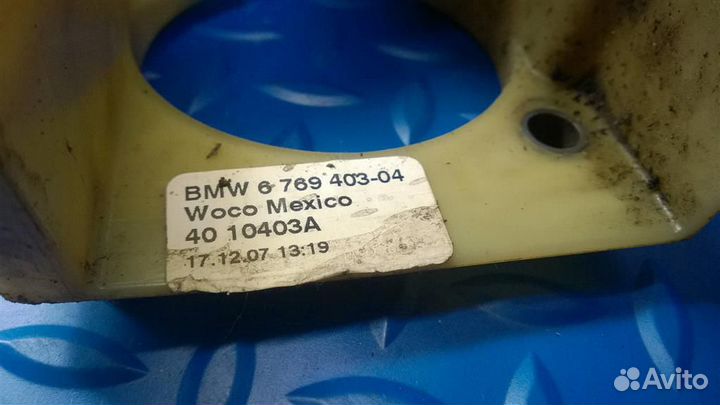 BMW 6 769 403-04
Woco Mexico
40 10403A
17.12.07 13:19
Avito